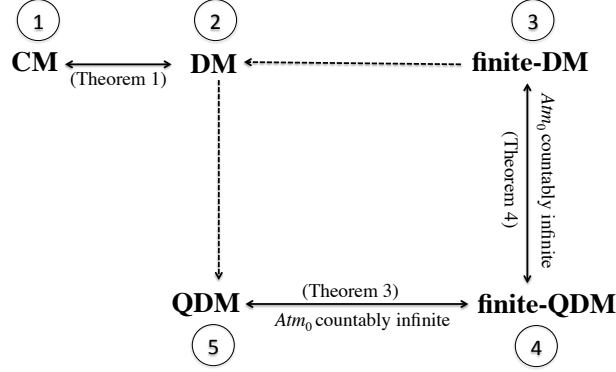 1
2
3
CM
DM
finite-DM
(Theorem 1)
Atm0 countably infinite
(Theorem 4)
QDM
(Theorem 3)
Atm0 countably infinite
finite-QDM
5
4